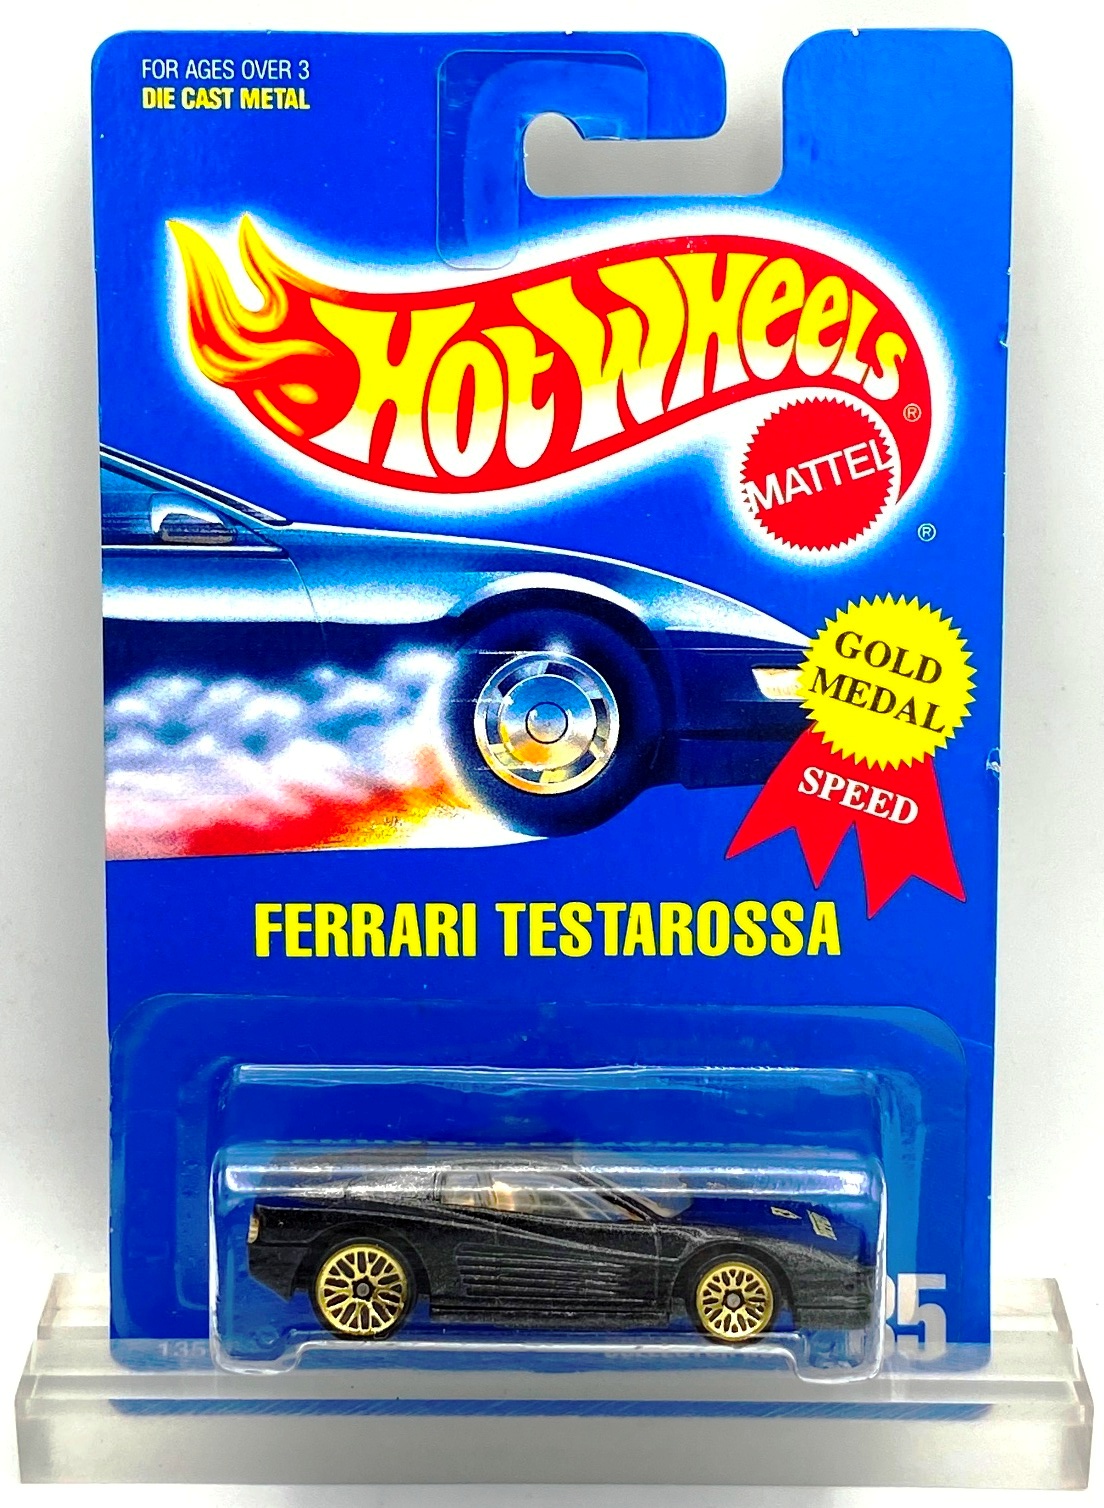 FOR AGES OVER 3
DIE CAST METAL
HOT WHEELS ®
MATTEL
®
GOLD
MEDAL
SPEED
FERRARI TESTAROSSA